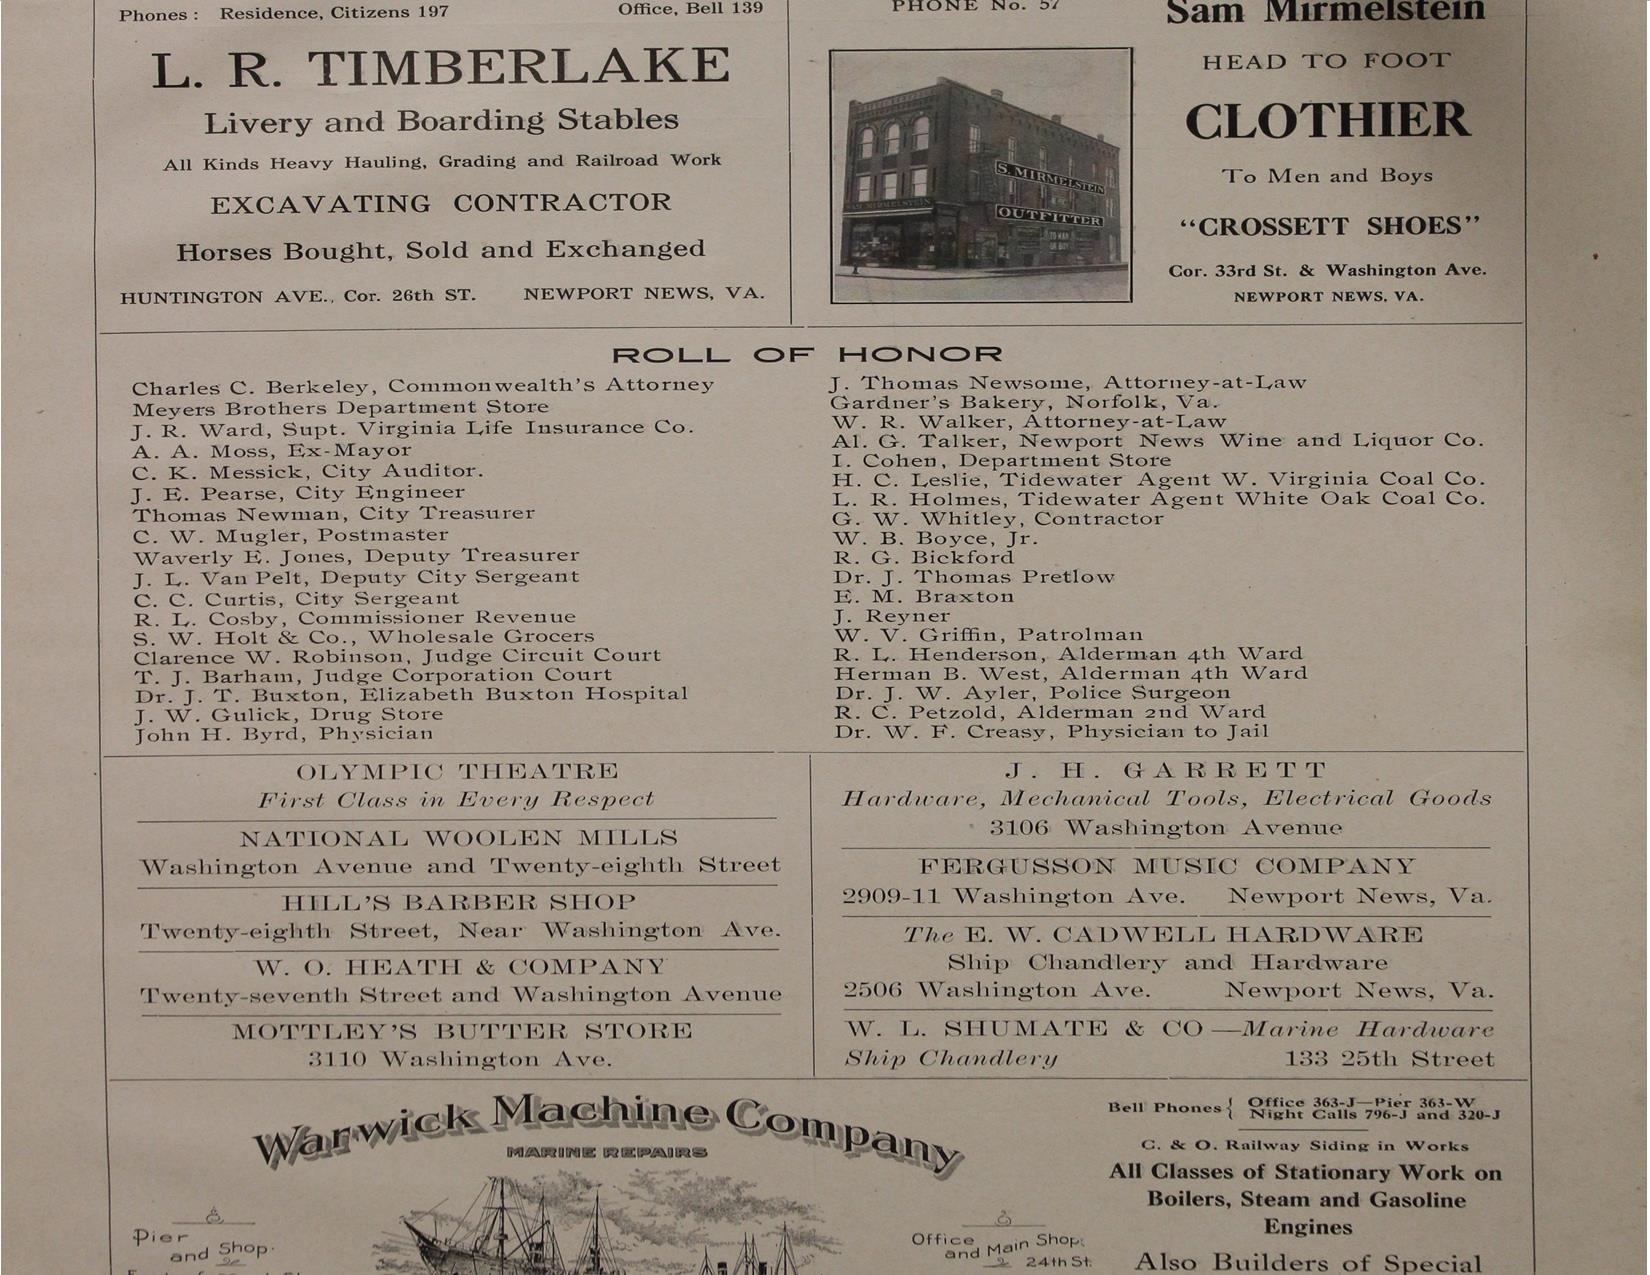 Phones: Residence, Citizens 197 Office, Bell 139
L. R. TIMBERLAKE
Livery and Boarding Stables
All Kinds Heavy Hauling, Grading and Railroad Work
EXCAVATING CONTRACTOR
Horses Bought, Sold and Exchanged
HUNTINGTON AVE., Cor. 26th ST. NEWPORT NEWS, VA.
PHONE No. 57
S. MIRMELSTEIN
OUTFITTER
SAM MIRMELSTEIN
TO MAN
OR BOY
Sam Mirmelstein
HEAD TO FOOT
CLOTHIER
To Men and Boys
“CROSSETT SHOES”
Cor. 33rd St. & Washington Ave.
NEWPORT NEWS, VA.
ROLL OF HONOR
Charles C. Berkeley, Commonwealth's Attorney
Meyers Brothers Department Store
J. R. Ward, Supt. Virginia Life Insurance Co.
A. A. Moss, Ex-Mayor
C. K. Messick, City Auditor.
J. E. Pearse, City Engineer
Thomas Newman, City Treasurer
C. W. Mugler, Postmaster
Waverly E. Jones, Deputy Treasurer
J. L. Van Pelt, Deputy City Sergeant
C. C. Curtis, City Sergeant
R. L. Cosby, Commissioner Revenue
S. W. Holt & Co., Wholesale Grocers
Clarence W. Robinson, Judge Circuit Court
T. J. Barham, Judge Corporation Court
Dr. J. T. Buxton, Elizabeth Buxton Hospital
J. W. Gulick, Drug Store
John H. Byrd, Physician
J. Thomas Newsome, Attorney-at-Law
Gardner's Bakery, Norfolk, Va.
W. R. Walker, Attorney-at-Law
Al. G. Talker, Newport News Wine and Liquor Co.
I. Cohen, Department Store
H. C. Leslie, Tidewater Agent W. Virginia Coal Co.
L. R. Holmes, Tidewater Agent White Oak Coal Co.
G. W. Whitley, Contractor
W. B. Boyce, Jr.
R. G. Bickford
Dr. J. Thomas Pretlow
E. M. Braxton
J. Reyner
W. V. Griffin, Patrolman
R. L. Henderson, Alderman 4th Ward
Herman B. West, Alderman 4th Ward
Dr. J. W. Ayler, Police Surgeon
R. C. Petzold, Alderman 2nd Ward
Dr. W. F. Creasy, Physician to Jail
OLYMPIC THEATRE
First Class in Every Respect
NATIONAL WOOLEN MILLS
Washington Avenue and Twenty-eighth Street
HILL'S BARBER SHOP
Twenty-eighth Street, Near Washington Ave.
W. O. HEATH & COMPANY
Twenty-seventh Street and Washington Avenue
MOTTLEY'S BUTTER STORE
3110 Washington Ave.
J. H. GARRETT
Hardware, Mechanical Tools, Electrical Goods
3106 Washington Avenue
FERGUSSON MUSIC COMPANY
2909-11 Washington Ave. Newport News, Va.
The E. W. CADWELL HARDWARE
Ship Chandlery and Hardware
2506 Washington Ave. Newport News, Va.
W. L. SHUMATE & CO—Marine Hardware
Ship Chandlery 133 25th Street
Warwick Machine Company
MARINE REPAIRS
Pier
and Shop.
Office
and Main Shop:
24th St.
Bell Phones { Office 363-J—Pier 363-W
Night Calls 796-J and 320-J
C. & O. Railway Siding in Works
All Classes of Stationary Work on
Boilers, Steam and Gasoline
Engines
Also Builders of Special